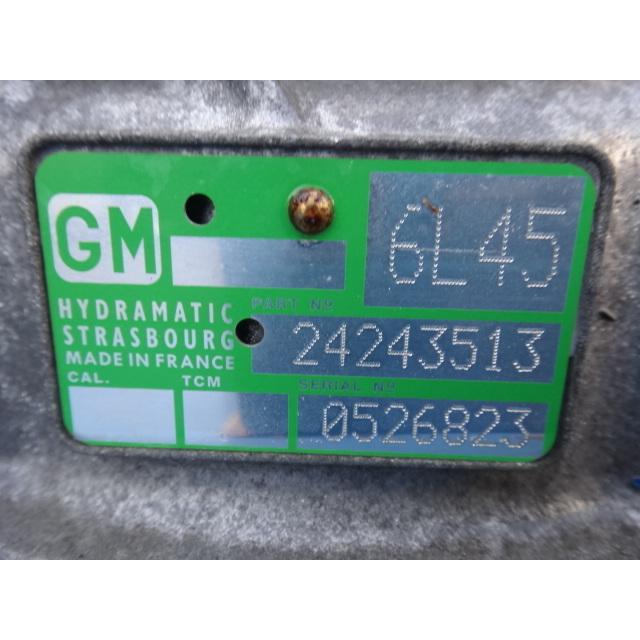 GM
6L45
HYDRAMATIC
STRASBOURG
MADE IN FRANCE
PART Nº
24243513
CAL.
TCM
SERIAL Nº
0526823